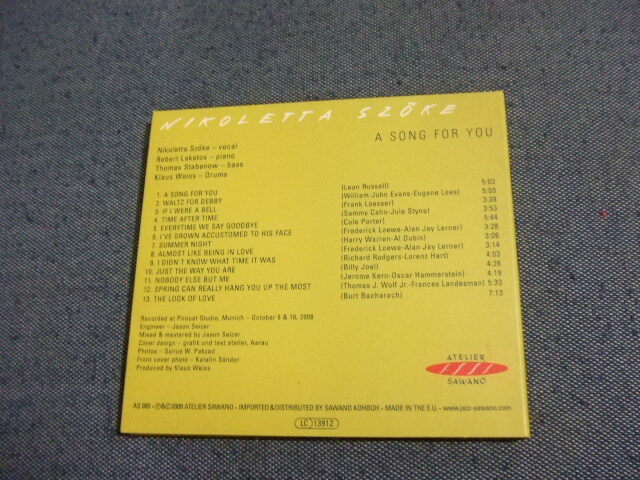 NIKOLETTA SZŐKE
A SONG FOR YOU
Nikoletta Szőke – vocal
Robert Lakatos – piano
Thomas Stabenow – bass
Klaus Weiss – Drums
1. A SONG FOR YOU (Leon Russell) 5:03
2. WALTZ FOR DEBBY (William John Evans-Eugene Lees) 5:03
3. IF I WERE A BELL (Frank Loesser) 3:39
4. TIME AFTER TIME (Sammy Cahn-Jule Styne) 3:53
5. EVERYTIME WE SAY GOODBYE (Cole Porter) 5:44
6. I'VE GROWN ACCUSTOMED TO HIS FACE (Frederick Loewe-Alan Jay Lerner) 3:28
7. SUMMER NIGHT (Harry Warren-Al Dubin) 3:05
8. ALMOST LIKE BEING IN LOVE (Frederick Loewe-Alan Jay Lerner) 3:14
9. I DIDN'T KNOW WHAT TIME IT WAS (Richard Rodgers-Lorenz Hart) 4:03
10. JUST THE WAY YOU ARE (Billy Joel) 4:26
11. NOBODY ELSE BUT ME (Jerome Kern-Oscar Hammerstein) 4:19
12. SPRING CAN REALLY HANG YOU UP THE MOST (Thomas J. Wolf Jr.-Frances Landesman) 5:33
13. THE LOOK OF LOVE (Burt Bacharach) 7:13
Recorded at Pirouet Studio, Munich – October 9 & 10, 2008
Engineer – Jason Seizer
Mixed & mastered by Jason Seizer
Cover design – grafik und text atelier, Aarau
Photos – Sirus W. Pakzad
Front cover photo – Katalin Sándor
Produced by Klaus Weiss
ATELIER
SAWANO
AS 085 – ℗&©2009 ATELIER SAWANO – IMPORTED & DISTRIBUTED BY SAWANO KOHBOH – MADE IN THE E.U. – www.jazz-sawano.com
LC 13912